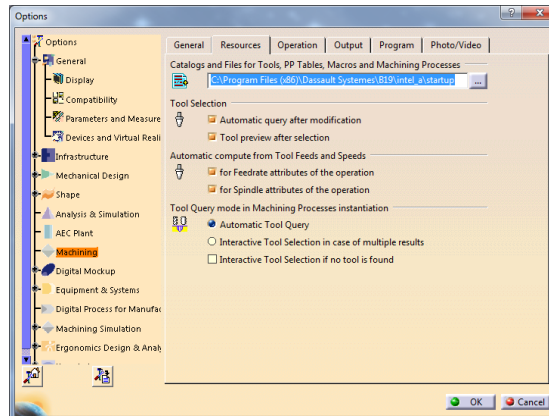 Options
Options
General
Display
Compatibility
Parameters and Measure
Devices and Virtual Reali
Infrastructure
Mechanical Design
Shape
Analysis & Simulation
AEC Plant
Machining
Digital Mockup
Equipment & Systems
Digital Process for Manufac
Machining Simulation
Ergonomics Design & Analy
General Resources Operation Output Program Photo/Video
Catalogs and Files for Tools, PP Tables, Macros and Machining Processes
C:\Program Files (x86)\Dassault Systemes\B19\intel_a\startup ...
Tool Selection
Automatic query after modification
Tool preview after selection
Automatic compute from Tool Feeds and Speeds
for Feedrate attributes of the operation
for Spindle attributes of the operation
Tool Query mode in Machining Processes instantiation
Automatic Tool Query
Interactive Tool Selection in case of multiple results
Interactive Tool Selection if no tool is found
OK Cancel